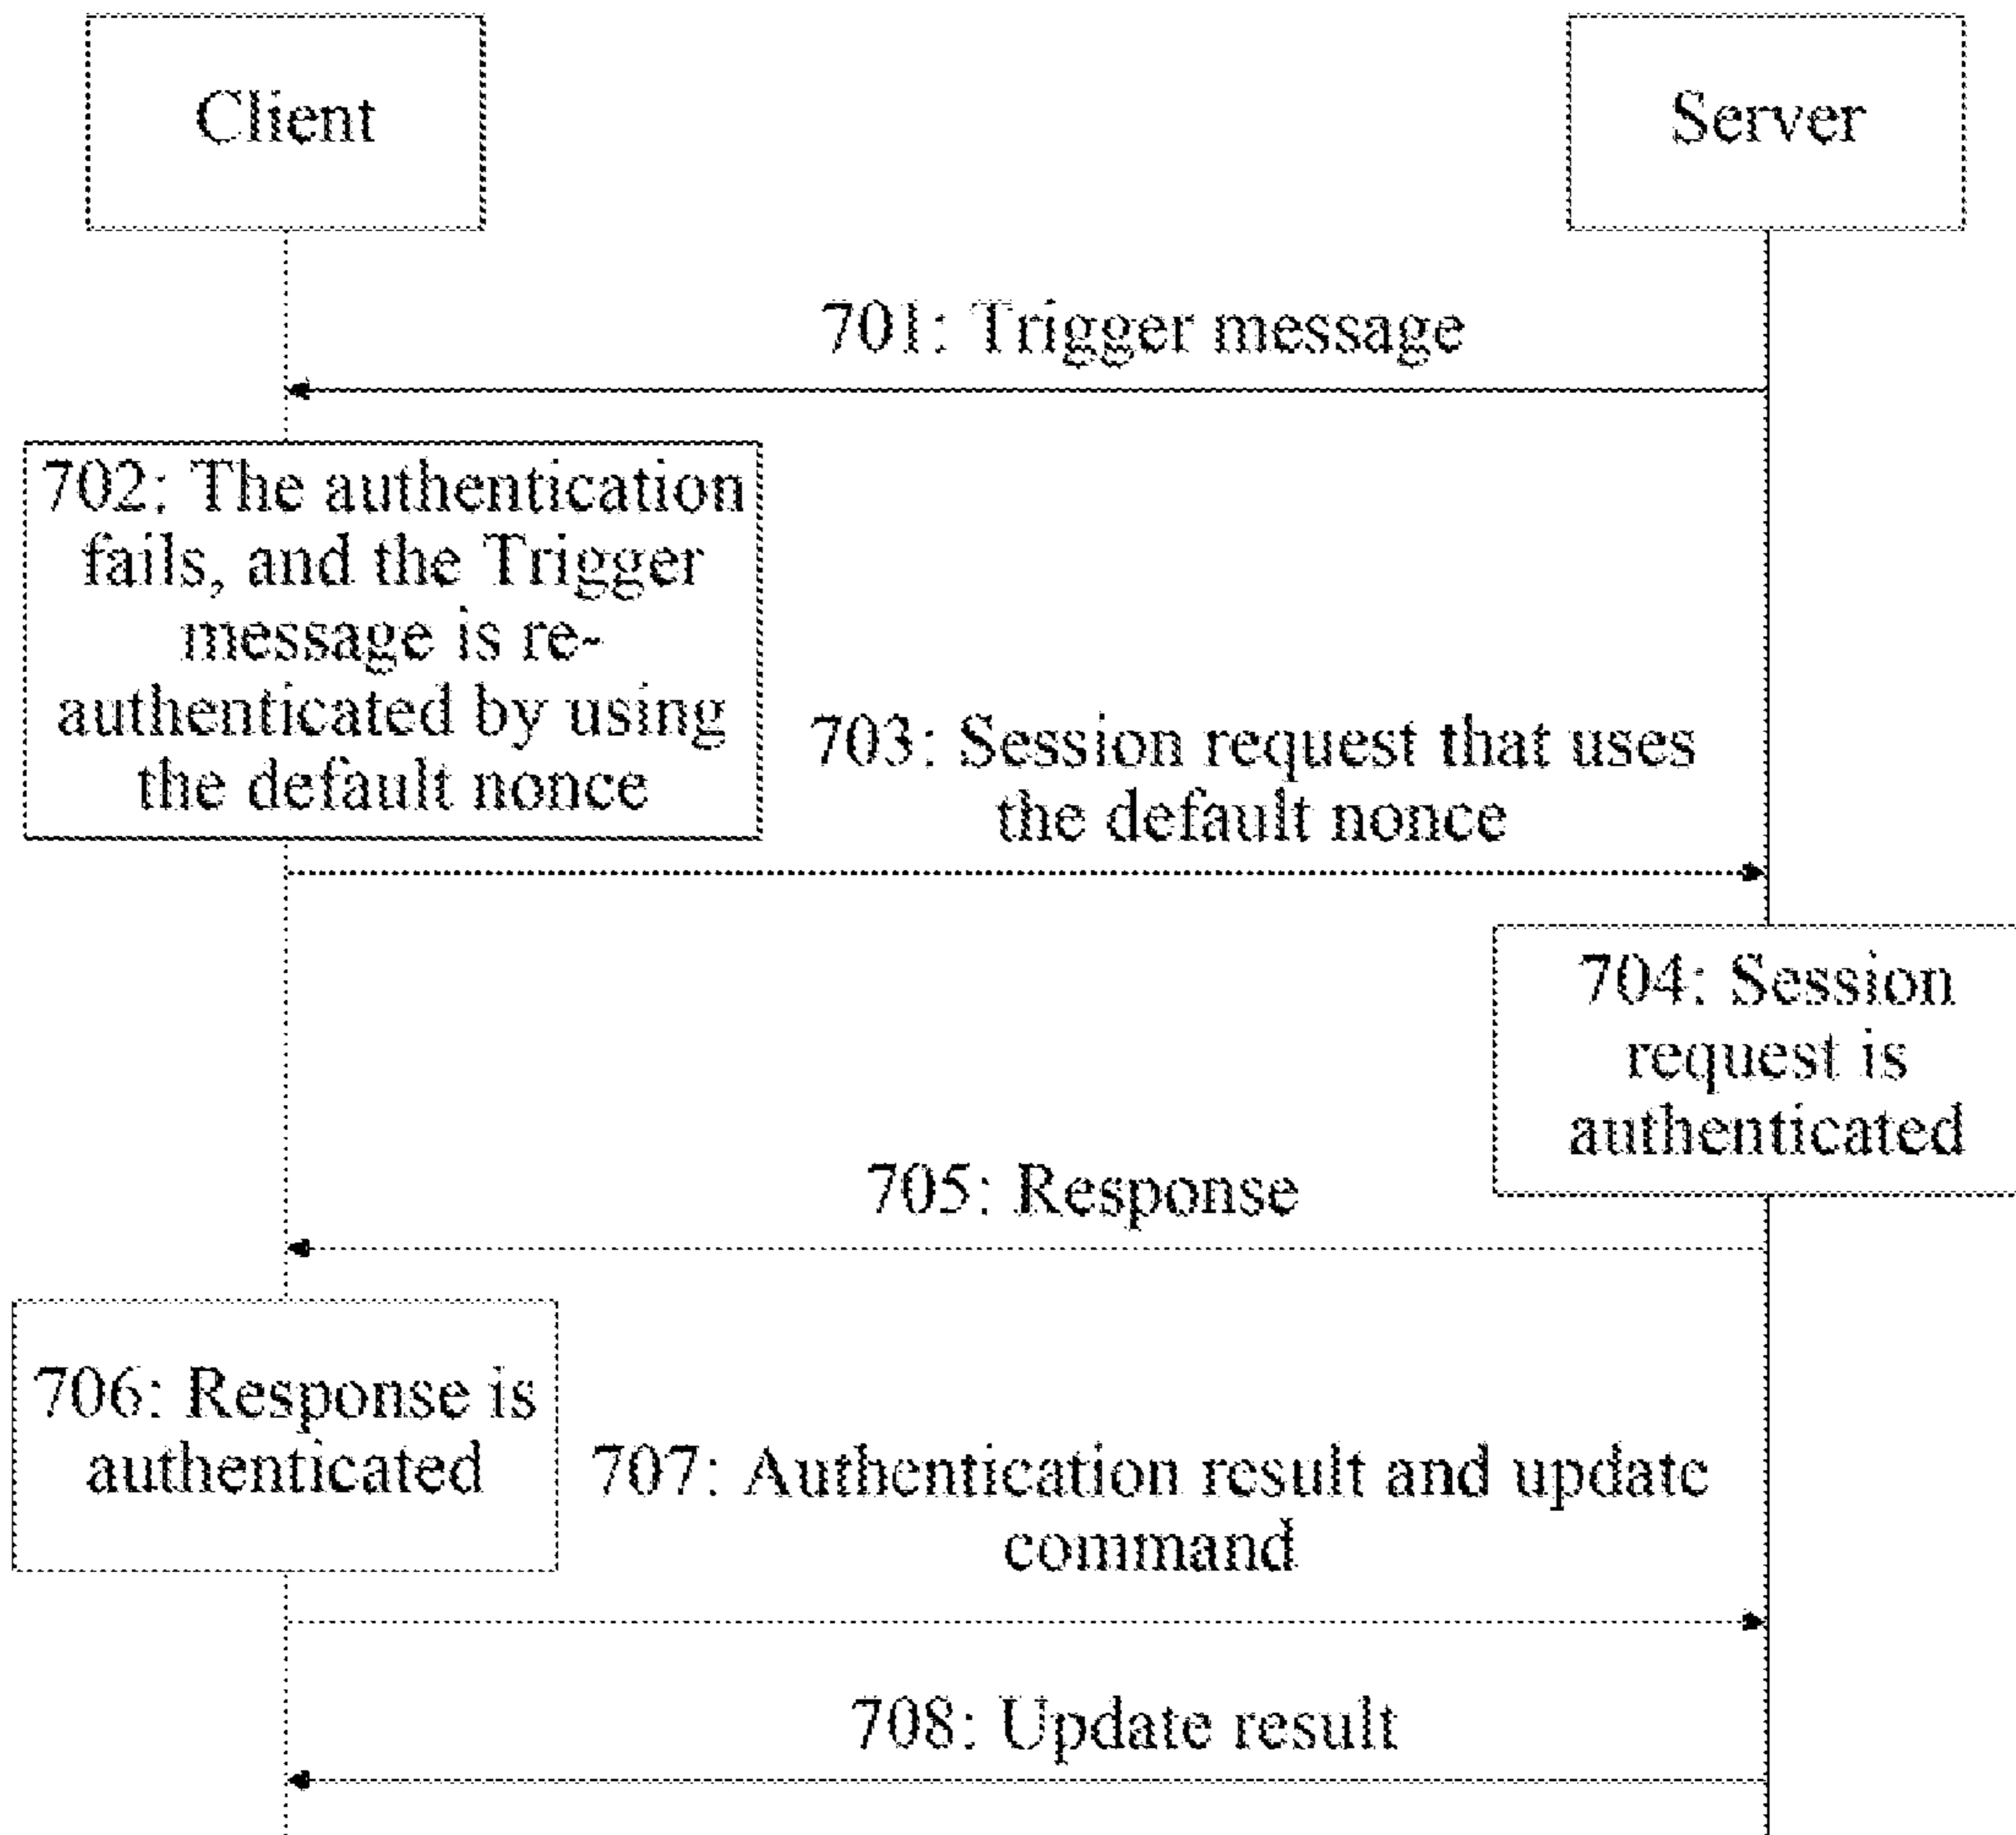 Client
Server
701: Trigger message
702: The authentication
fails, and the Trigger
message is re-
authenticated by using
the default nonce
703: Session request that uses
the default nonce
704: Session
request is
authenticated
705: Response
706: Response is
authenticated
707: Authentication result and update
command
708: Update result